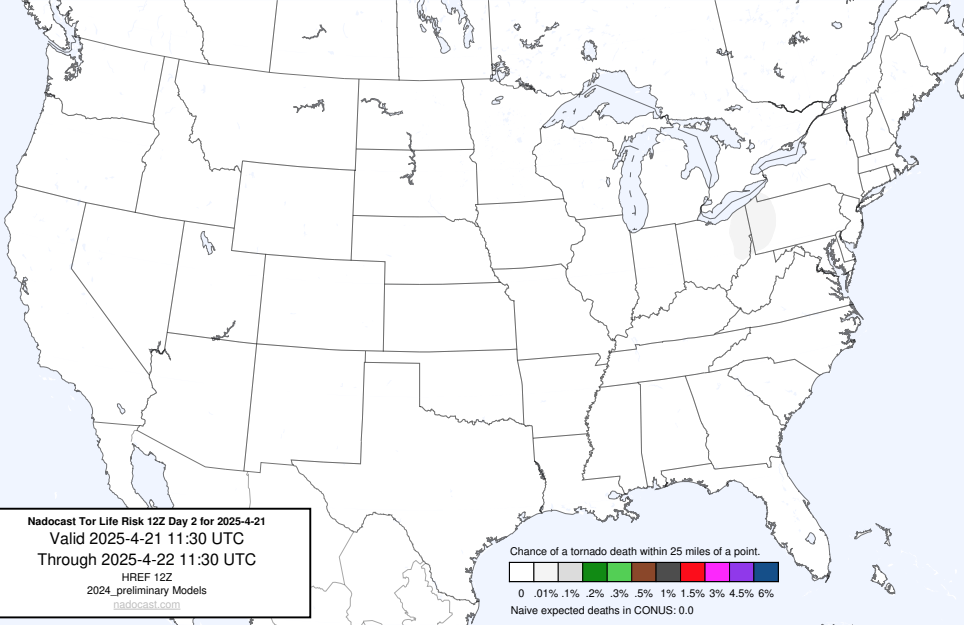 Nadocast Tor Life Risk 12Z Day 2 for 2025-4-21
Valid 2025-4-21 11:30 UTC
Through 2025-4-22 11:30 UTC
HREF 12Z
2024_preliminary Models
nadocast.com
Chance of a tornado death within 25 miles of a point.
0 .01% .1% .2% .3% .5% 1% 1.5% 3% 4.5% 6%
Naive expected deaths in CONUS: 0.0